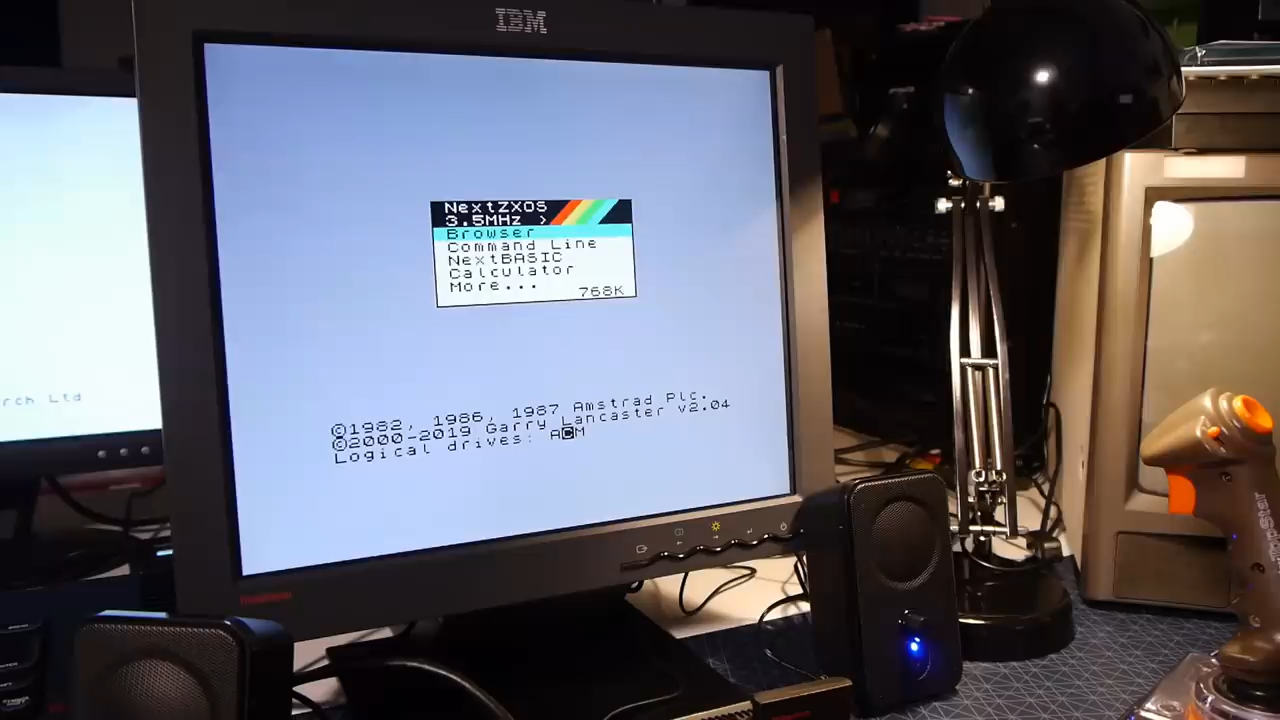 IBM
NextZXOS
3.5MHz >
Browser
Command Line
NextBASIC
Calculator
More...
768K
rch Ltd
©1982, 1986, 1987 Amstrad Plc.
©2000-2019 Garry Lancaster v2.04
Logical drives: ACM